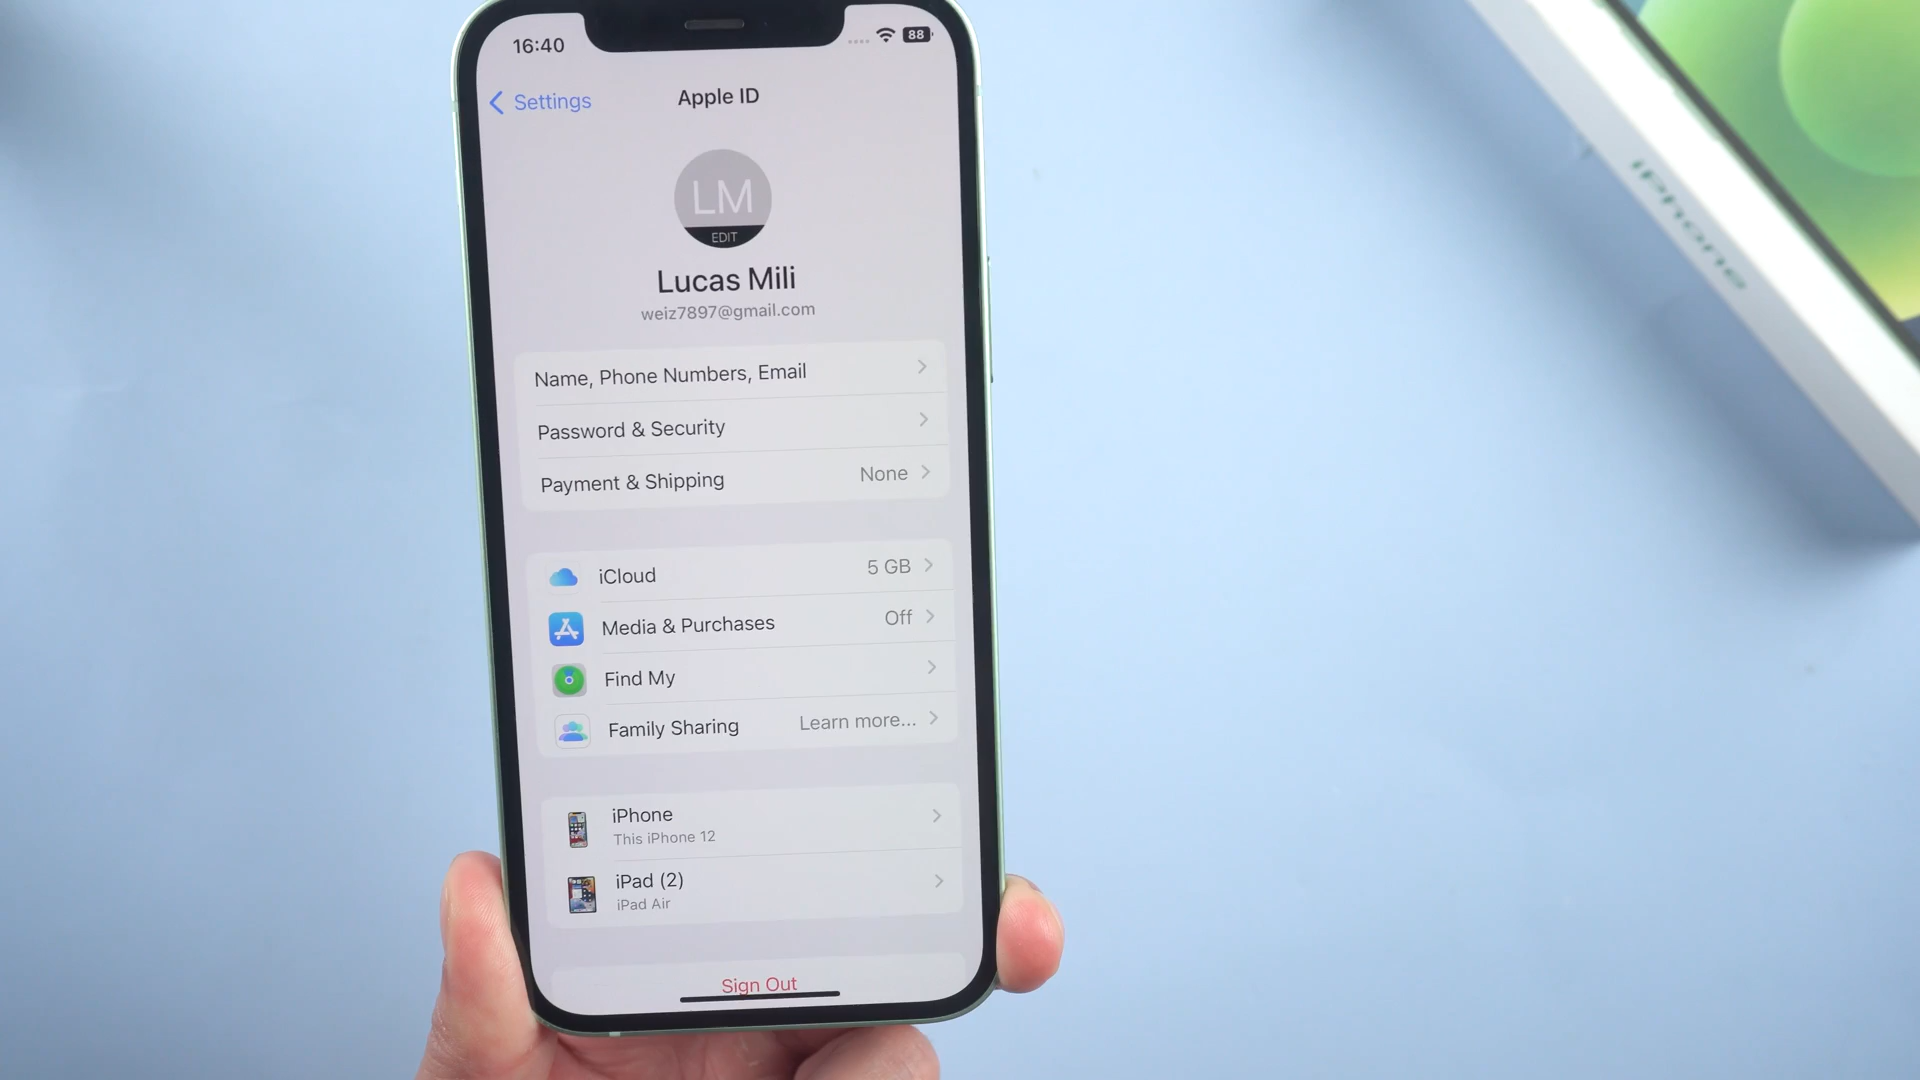 16:40
88
Settings
Apple ID
LM
EDIT
Lucas Mili
weiz7897@gmail.com
Name, Phone Numbers, Email
Password & Security
Payment & Shipping None
iCloud 5 GB
Media & Purchases Off
Find My
Family Sharing Learn more...
iPhone
This iPhone 12
iPad (2)
iPad Air
Sign Out
iPhone